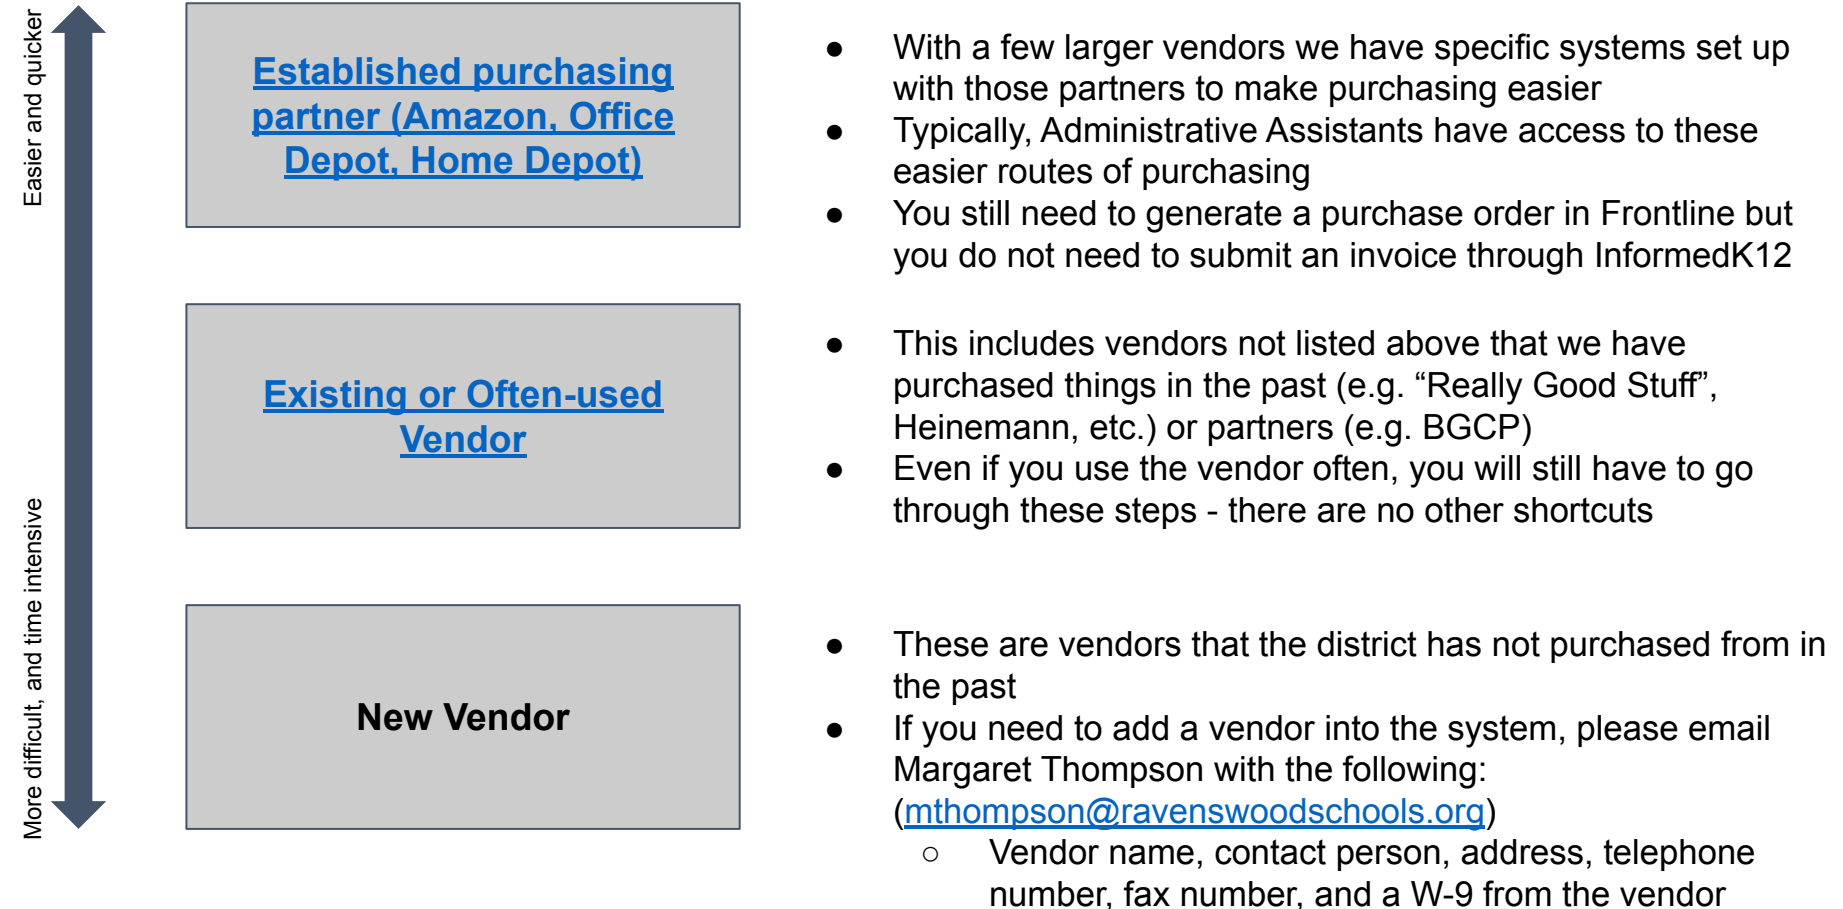 Easier and quicker
Established purchasing
partner (Amazon, Office
Depot, Home Depot)
● With a few larger vendors we have specific systems set up
with those partners to make purchasing easier
● Typically, Administrative Assistants have access to these
easier routes of purchasing
● You still need to generate a purchase order in Frontline but
you do not need to submit an invoice through InformedK12
Existing or Often-used
Vendor
● This includes vendors not listed above that we have
purchased things in the past (e.g. “Really Good Stuff”,
Heinemann, etc.) or partners (e.g. BGCP)
● Even if you use the vendor often, you will still have to go
through these steps - there are no other shortcuts
More difficult, and time intensive
New Vendor
● These are vendors that the district has not purchased from in
the past
● If you need to add a vendor into the system, please email
Margaret Thompson with the following:
(mthompson@ravenswoodschools.org)
○ Vendor name, contact person, address, telephone
number, fax number, and a W-9 from the vendor